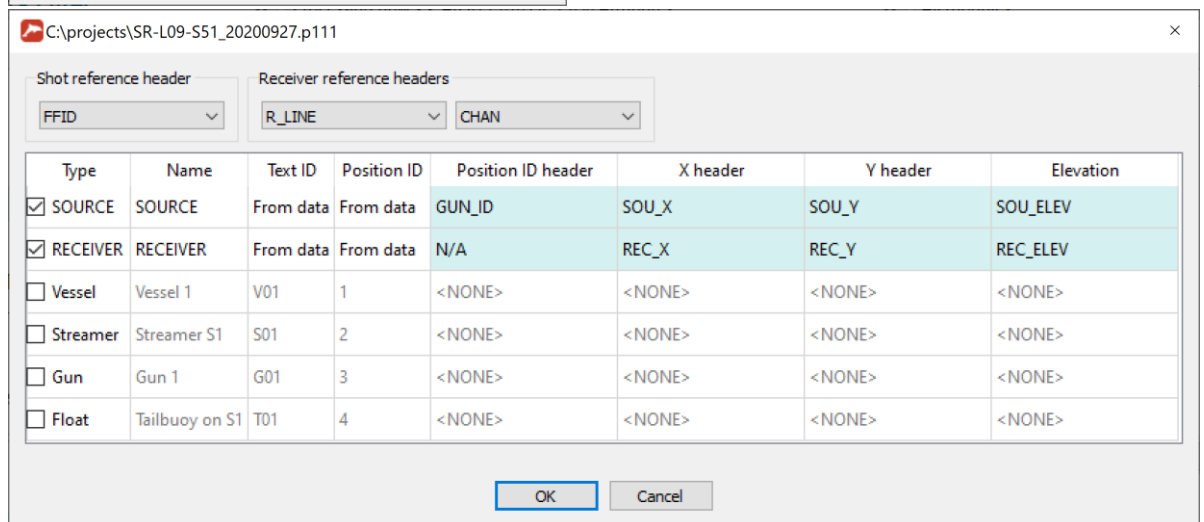 C:\projects\SR-L09-S51_20200927.p111
Shot reference header Receiver reference headers
FFID R_LINE CHAN
Type Name Text ID Position ID Position ID header X header Y header Elevation
SOURCE SOURCE From data From data GUN_ID SOU_X SOU_Y SOU_ELEV
RECEIVER RECEIVER From data From data N/A REC_X REC_Y REC_ELEV
Vessel Vessel 1 V01 1 <NONE> <NONE> <NONE> <NONE>
Streamer Streamer S1 S01 2 <NONE> <NONE> <NONE> <NONE>
Gun Gun 1 G01 3 <NONE> <NONE> <NONE> <NONE>
Float Tailbuoy on S1 T01 4 <NONE> <NONE> <NONE> <NONE>
OK Cancel